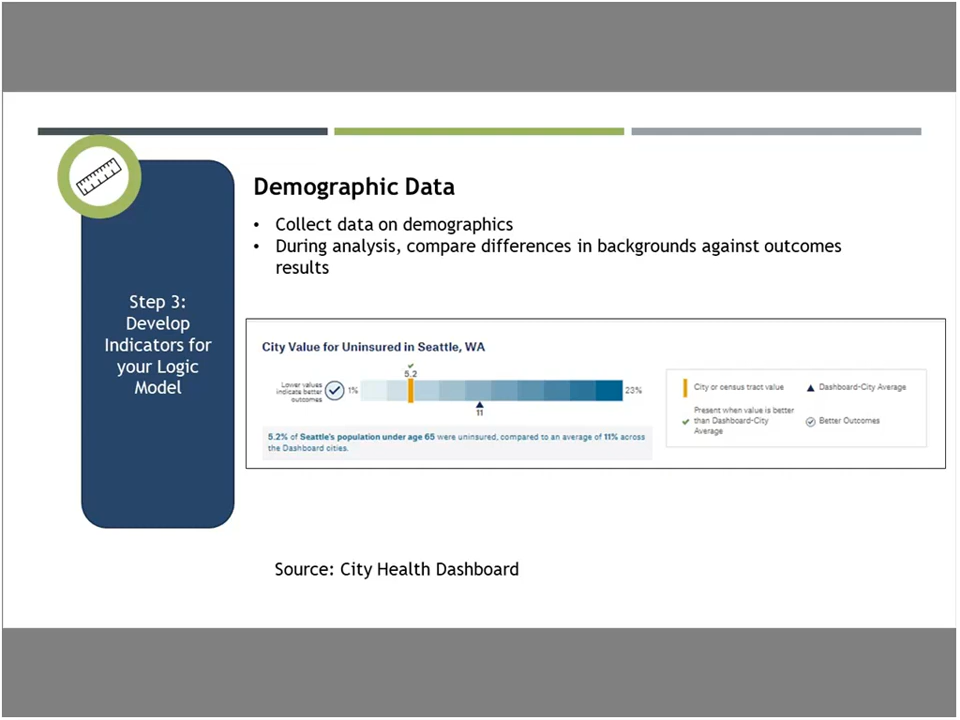 Step 3:
Develop
Indicators for
your Logic
Model
Demographic Data
• Collect data on demographics
• During analysis, compare differences in backgrounds against outcomes
results
City Value for Uninsured in Seattle, WA
Lower values
indicate better
outcomes
1%
5.2
11
23%
5.2% of Seattle's population under age 65 were uninsured, compared to an average of 11% across
the Dashboard cities.
City or census tract value
Dashboard-City Average
Present when value is better
than Dashboard-City
Average
Better Outcomes
Source: City Health Dashboard